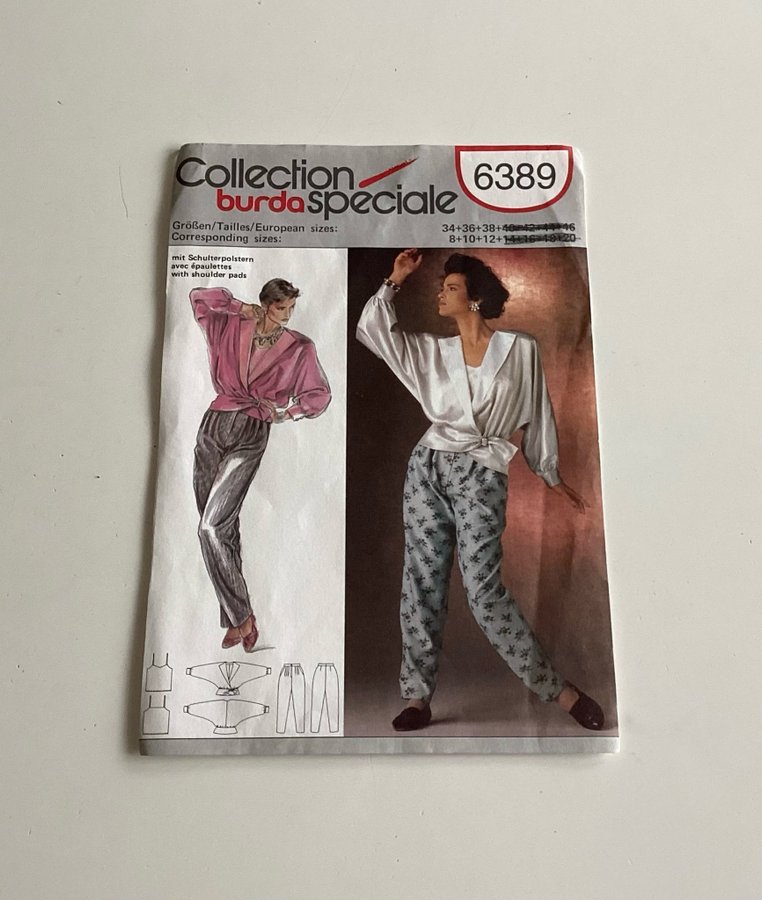 Collection
burda speciale
6389
Größen/Tailles/European sizes: 34+36+38+40+42+44+46
Corresponding sizes: 8+10+12+14+16+18+20
mit Schulterpolstern
avec épaulettes
with shoulder pads